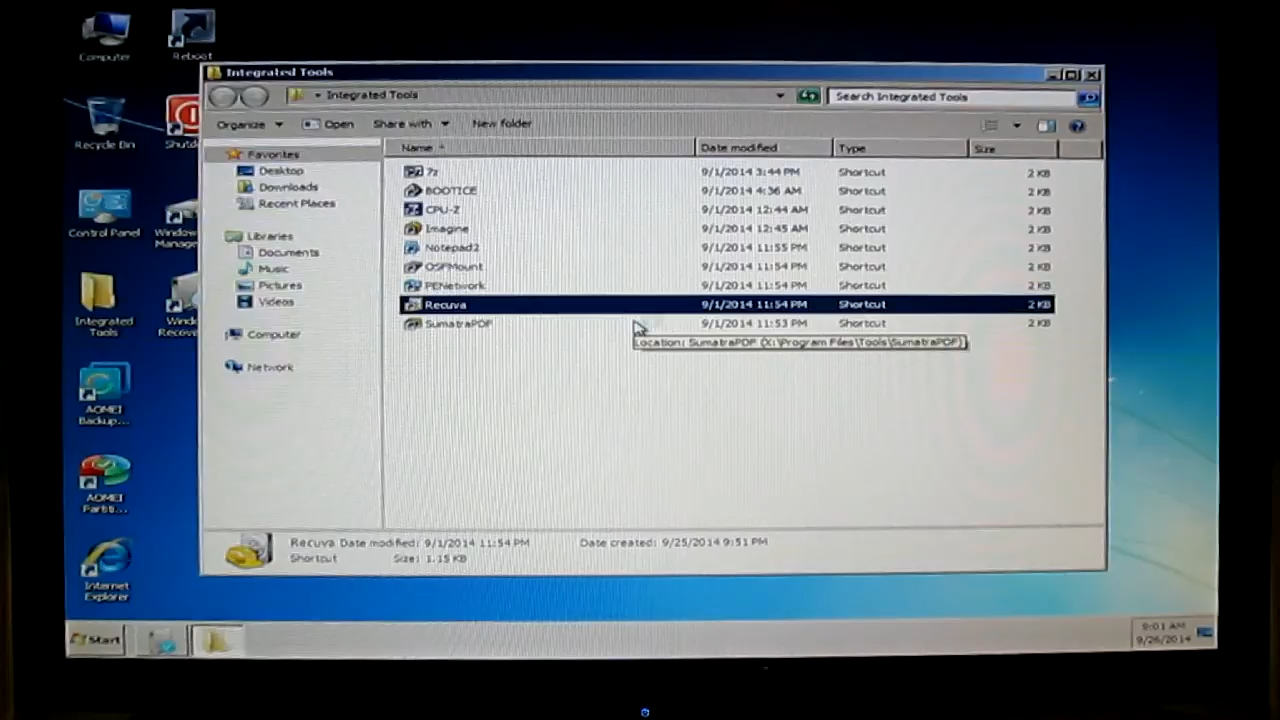 Computer
Reboot
Recycle Bin
Shutd
Control Panel
Window
Manage
Integrated
Tools
Windo
Recove
AOMEI
Backup...
AOMEI
Partiti...
Internet
Explorer
Integrated Tools
Integrated Tools
Search Integrated Tools
Organize
Open
Share with
New folder
Favorites
Desktop
Downloads
Recent Places
Libraries
Documents
Music
Pictures
Videos
Computer
Network
Name Date modified Type Size
7z 9/1/2014 3:44 PM Shortcut 2 KB
BOOTICE 9/1/2014 4:36 AM Shortcut 2 KB
CPU-Z 9/1/2014 12:44 AM Shortcut 2 KB
Imagine 9/1/2014 12:45 AM Shortcut 2 KB
Notepad2 9/1/2014 11:55 PM Shortcut 2 KB
OSFMount 9/1/2014 11:54 PM Shortcut 2 KB
PENetwork 9/1/2014 11:54 PM Shortcut 2 KB
Recuva 9/1/2014 11:54 PM Shortcut 2 KB
SumatraPDF 9/1/2014 11:53 PM Shortcut 2 KB
Location: SumatraPDF (X:\Program Files\Tools\SumatraPDF)
Recuva Date modified: 9/1/2014 11:54 PM Date created: 9/25/2014 9:51 PM
Shortcut Size: 1.15 KB
Start
9:01 AM
9/26/2014